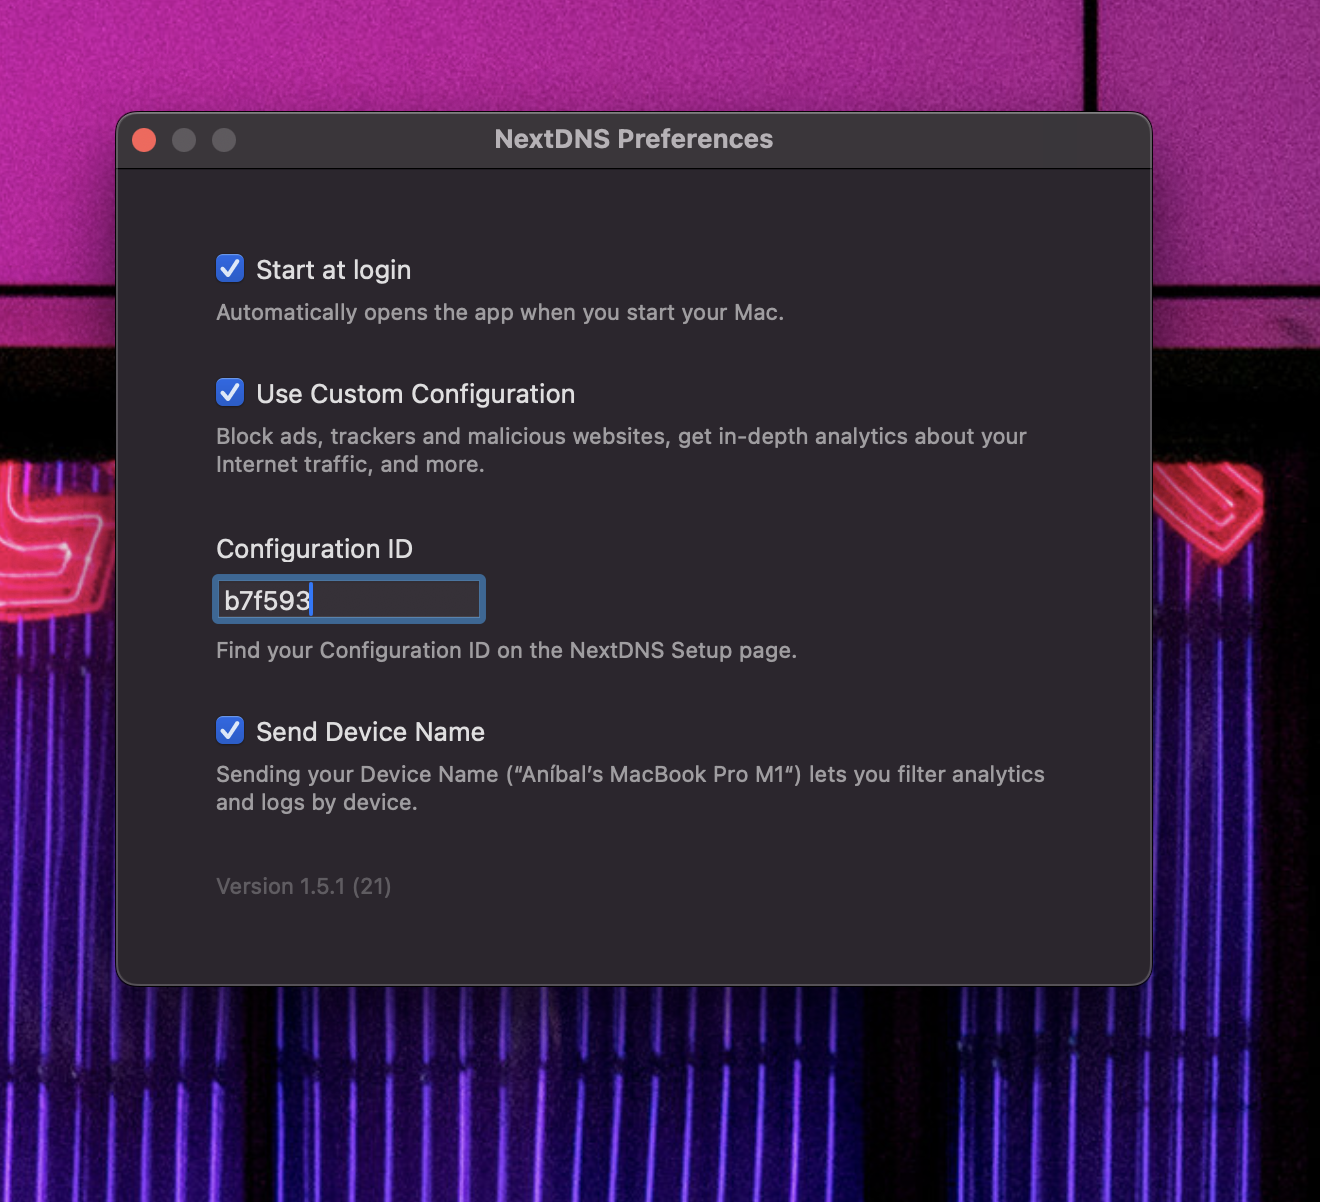 NextDNS Preferences
Start at login
Automatically opens the app when you start your Mac.
Use Custom Configuration
Block ads, trackers and malicious websites, get in-depth analytics about your
Internet traffic, and more.
Configuration ID
b7f593
Find your Configuration ID on the NextDNS Setup page.
Send Device Name
Sending your Device Name (“Aníbal’s MacBook Pro M1“) lets you filter analytics
and logs by device.
Version 1.5.1 (21)